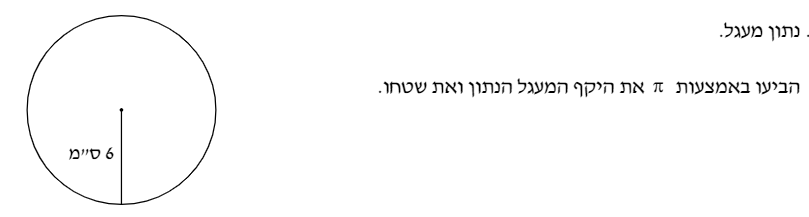 . נתון מעגל.
הביעו באמצעות π את היקף המעגל הנתון ואת שטחו.
6 ס"מ